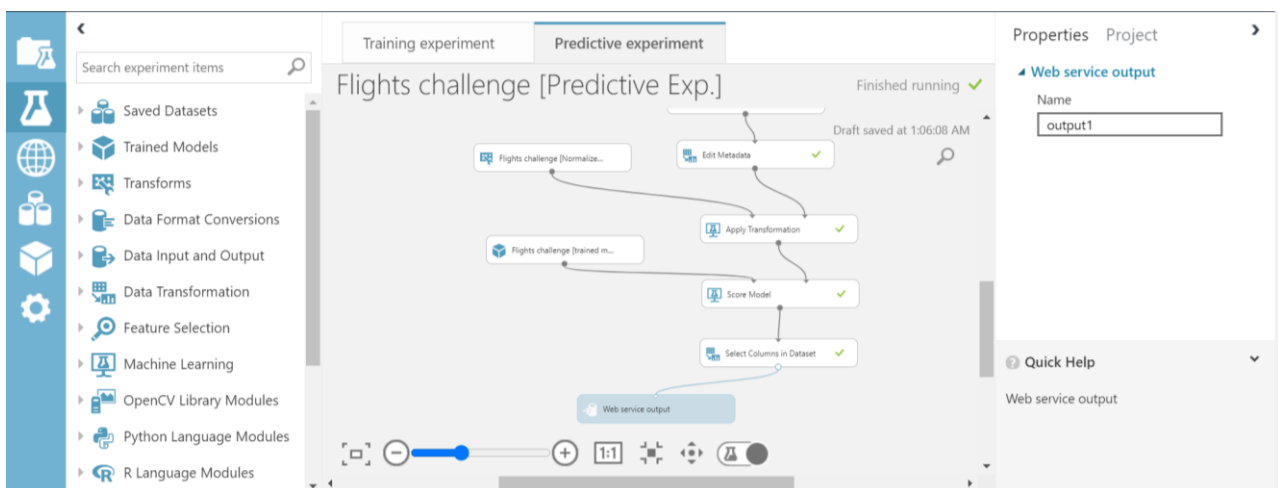 Search experiment items
Saved Datasets
Trained Models
Transforms
Data Format Conversions
Data Input and Output
Data Transformation
Feature Selection
Machine Learning
OpenCV Library Modules
Python Language Modules
R Language Modules
Training experiment
Predictive experiment
Flights challenge [Predictive Exp.]
Finished running
Draft saved at 1:06:08 AM
Flights challenge [Normalize...
Edit Metadata
Apply Transformation
Flights challenge [trained m...
Score Model
Select Columns in Dataset
Web service output
1:1
Properties Project
Web service output
Name
output1
Quick Help
Web service output